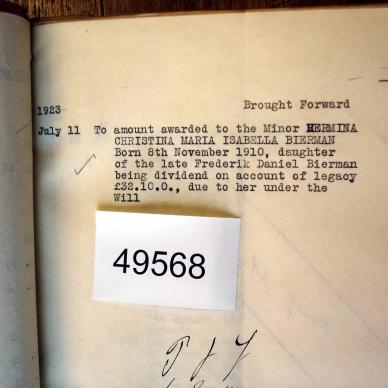 Brought Forward
1923
July 11 To amount awarded to the Minor HERMINA
CHRISTINA MARIA ISABELLA BIERMAN
Born 8th November 1910, daughter
of the late Frederik Daniel Bierman
being dividend on account of legacy
£32.10.0., due to her under the
Will
49568